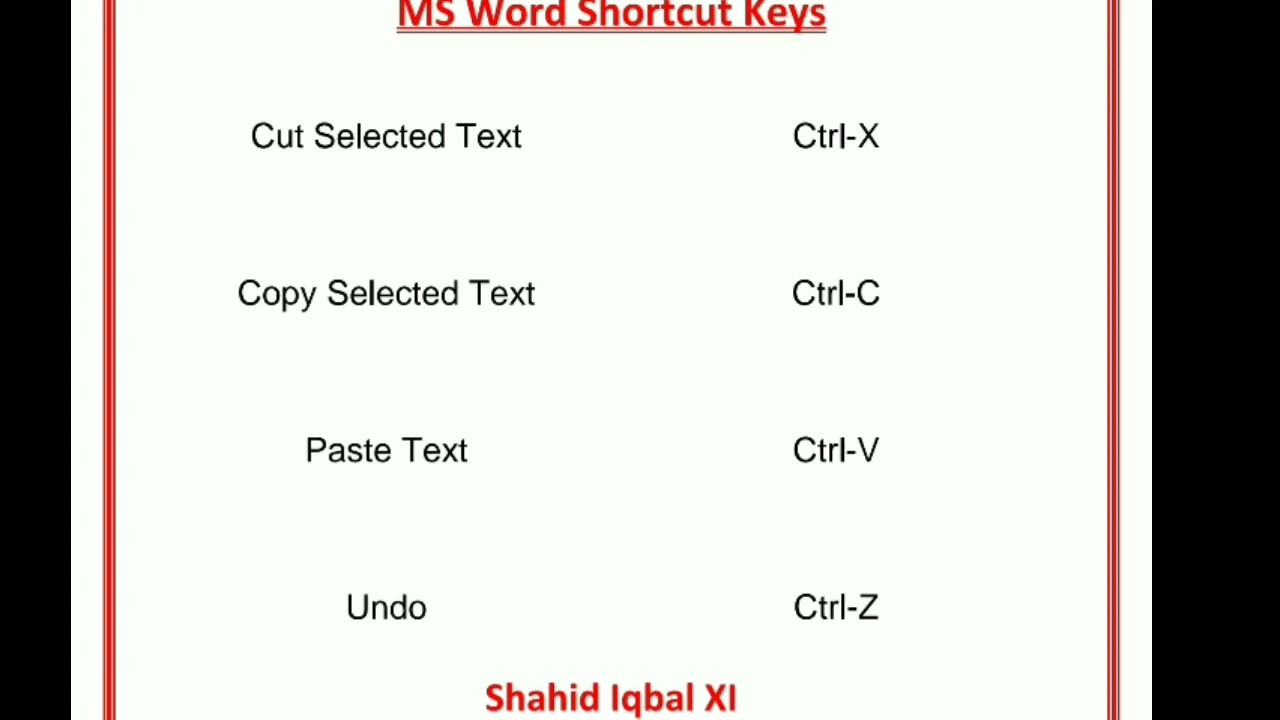 MS Word Shortcut Keys
Cut Selected Text Ctrl-X
Copy Selected Text Ctrl-C
Paste Text Ctrl-V
Undo Ctrl-Z
Shahid Iqbal XI